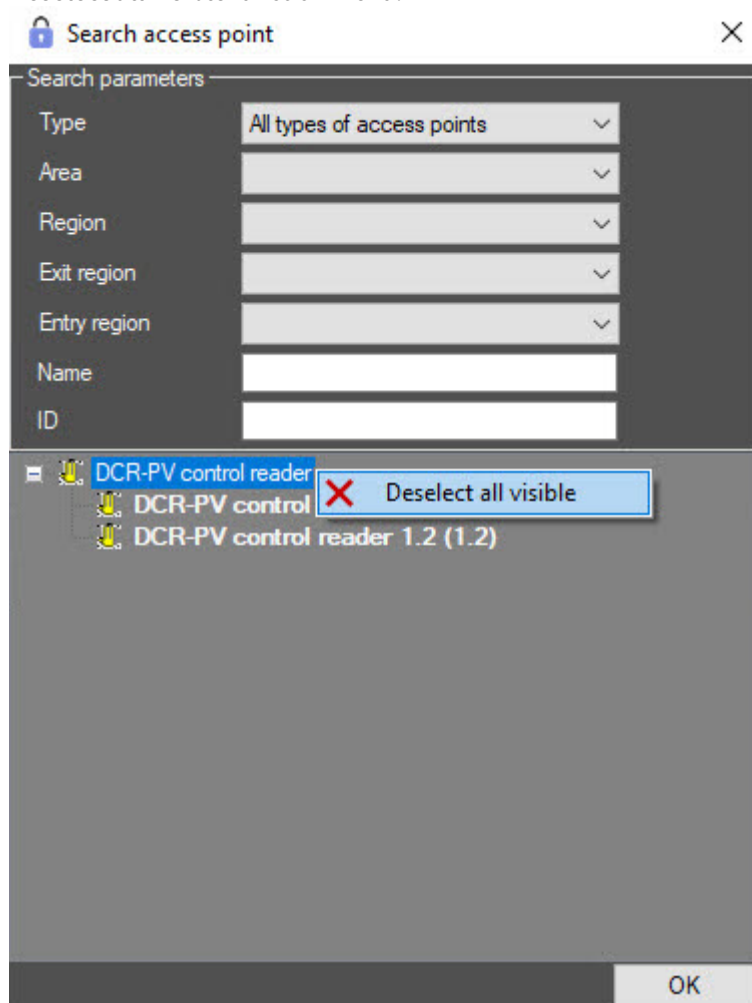 Search access point
Search parameters
Type All types of access points
Area
Region
Exit region
Entry region
Name
ID
DCR-PV control reader
Deselect all visible
DCR-PV control
DCR-PV control reader 1.2 (1.2)
OK